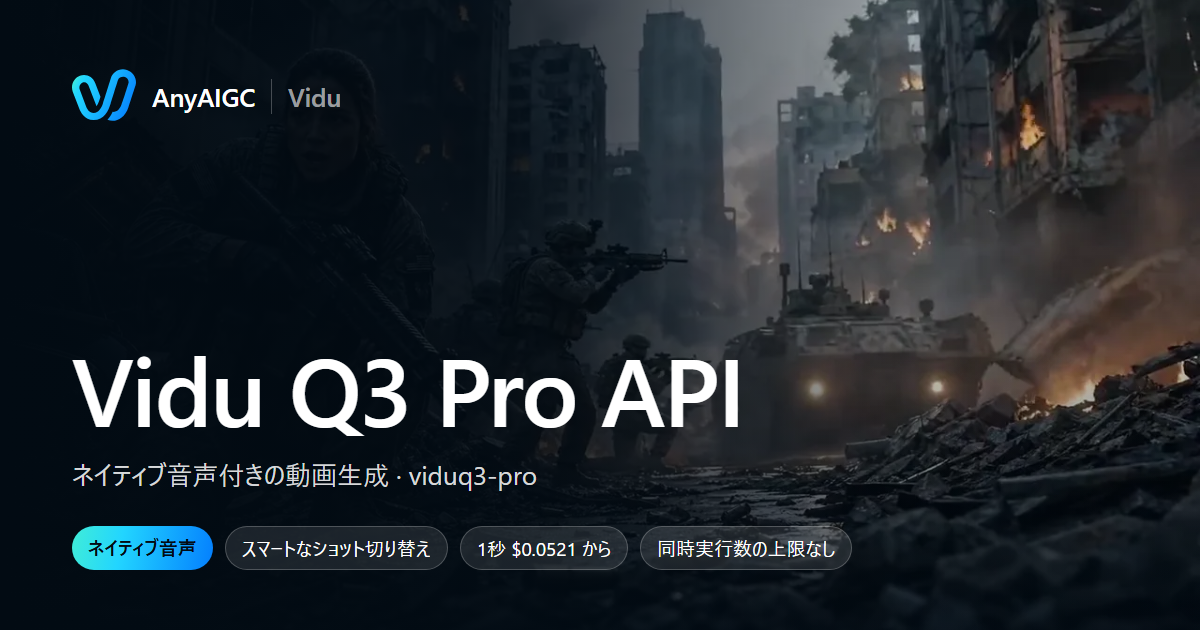 AnyAIGC Vidu
Vidu Q3 Pro API
ネイティブ音声付きの動画生成 · viduq3-pro
ネイティブ音声 スマートなショット切り替え 1秒 $0.0521 から 同時実行数の上限なし